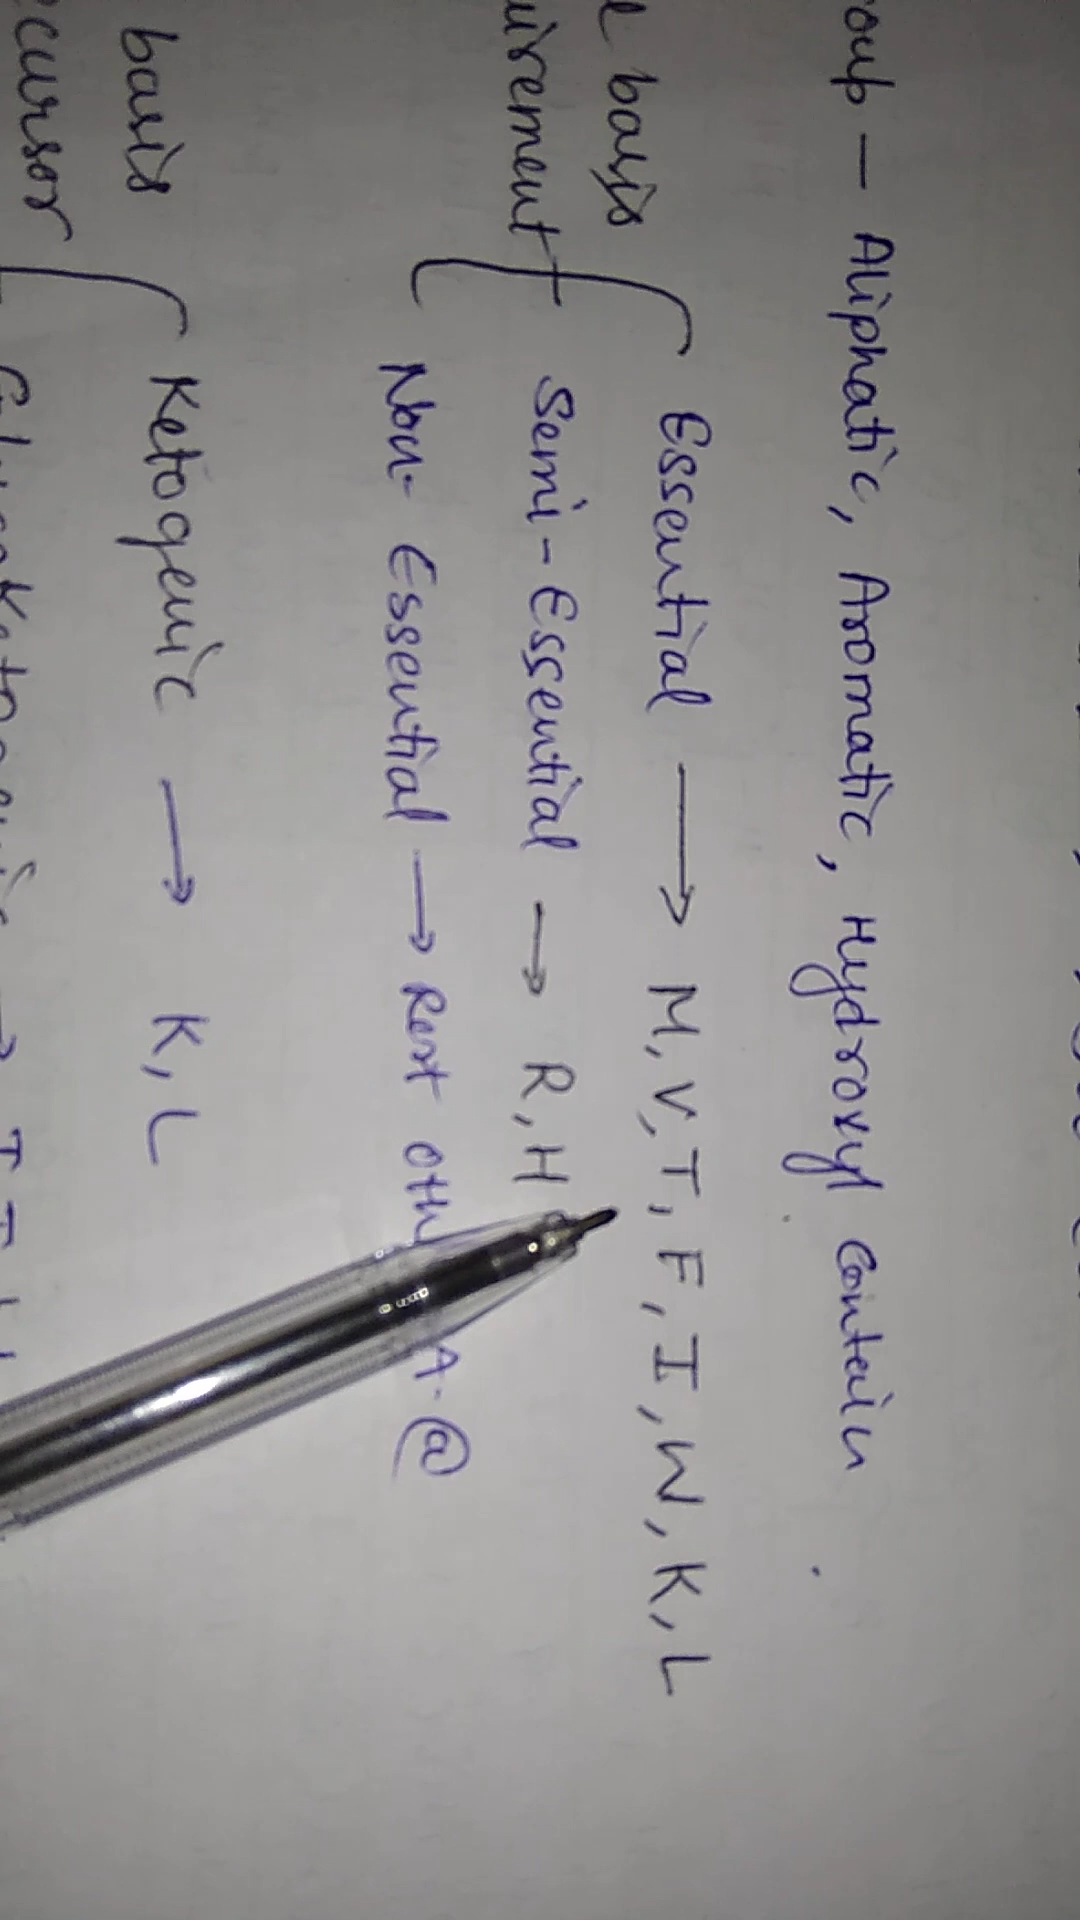 oup – Aliphatic, Aromatic, Hydroxyl Contain
basis
uirement { Essential → M, V, T, F, I, W, K, L
Semi-Essential → R, H
Non-Essential → Rest oth A.@
basis
cursor { Ketogenic → K, L